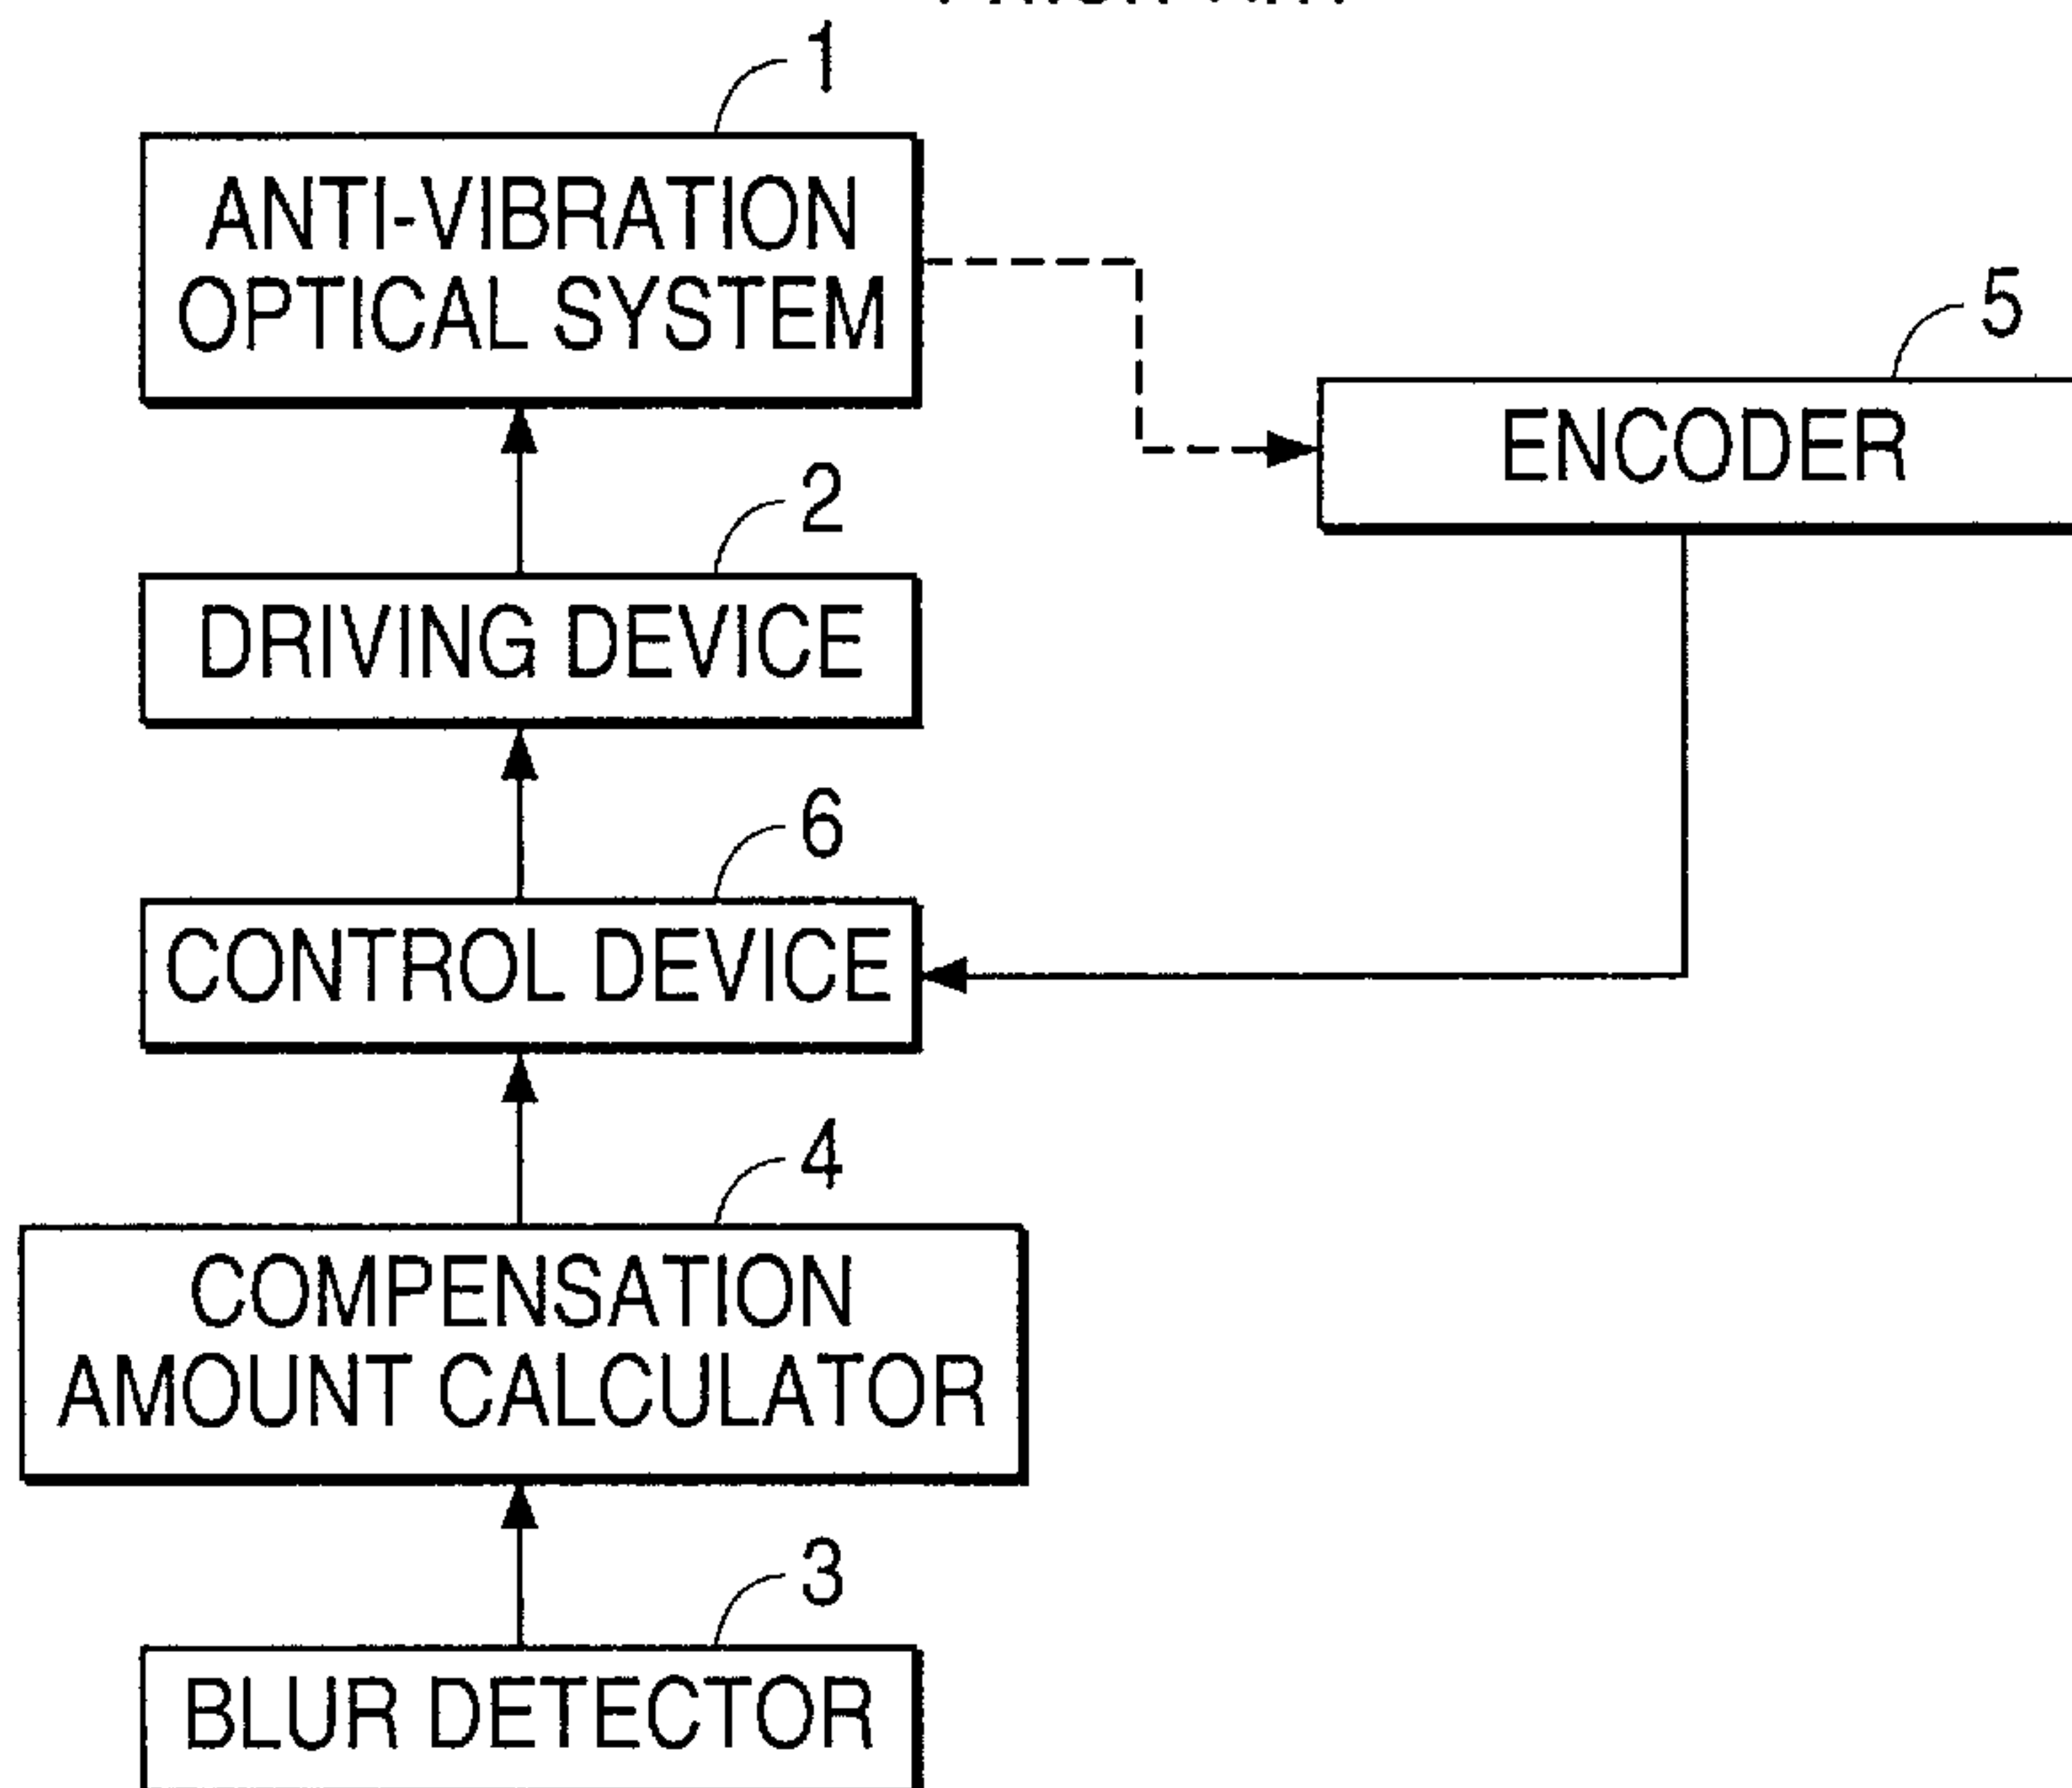 1
ANTI-VIBRATION
OPTICAL SYSTEM
5
ENCODER
2
DRIVING DEVICE
6
CONTROL DEVICE
4
COMPENSATION
AMOUNT CALCULATOR
3
BLUR DETECTOR